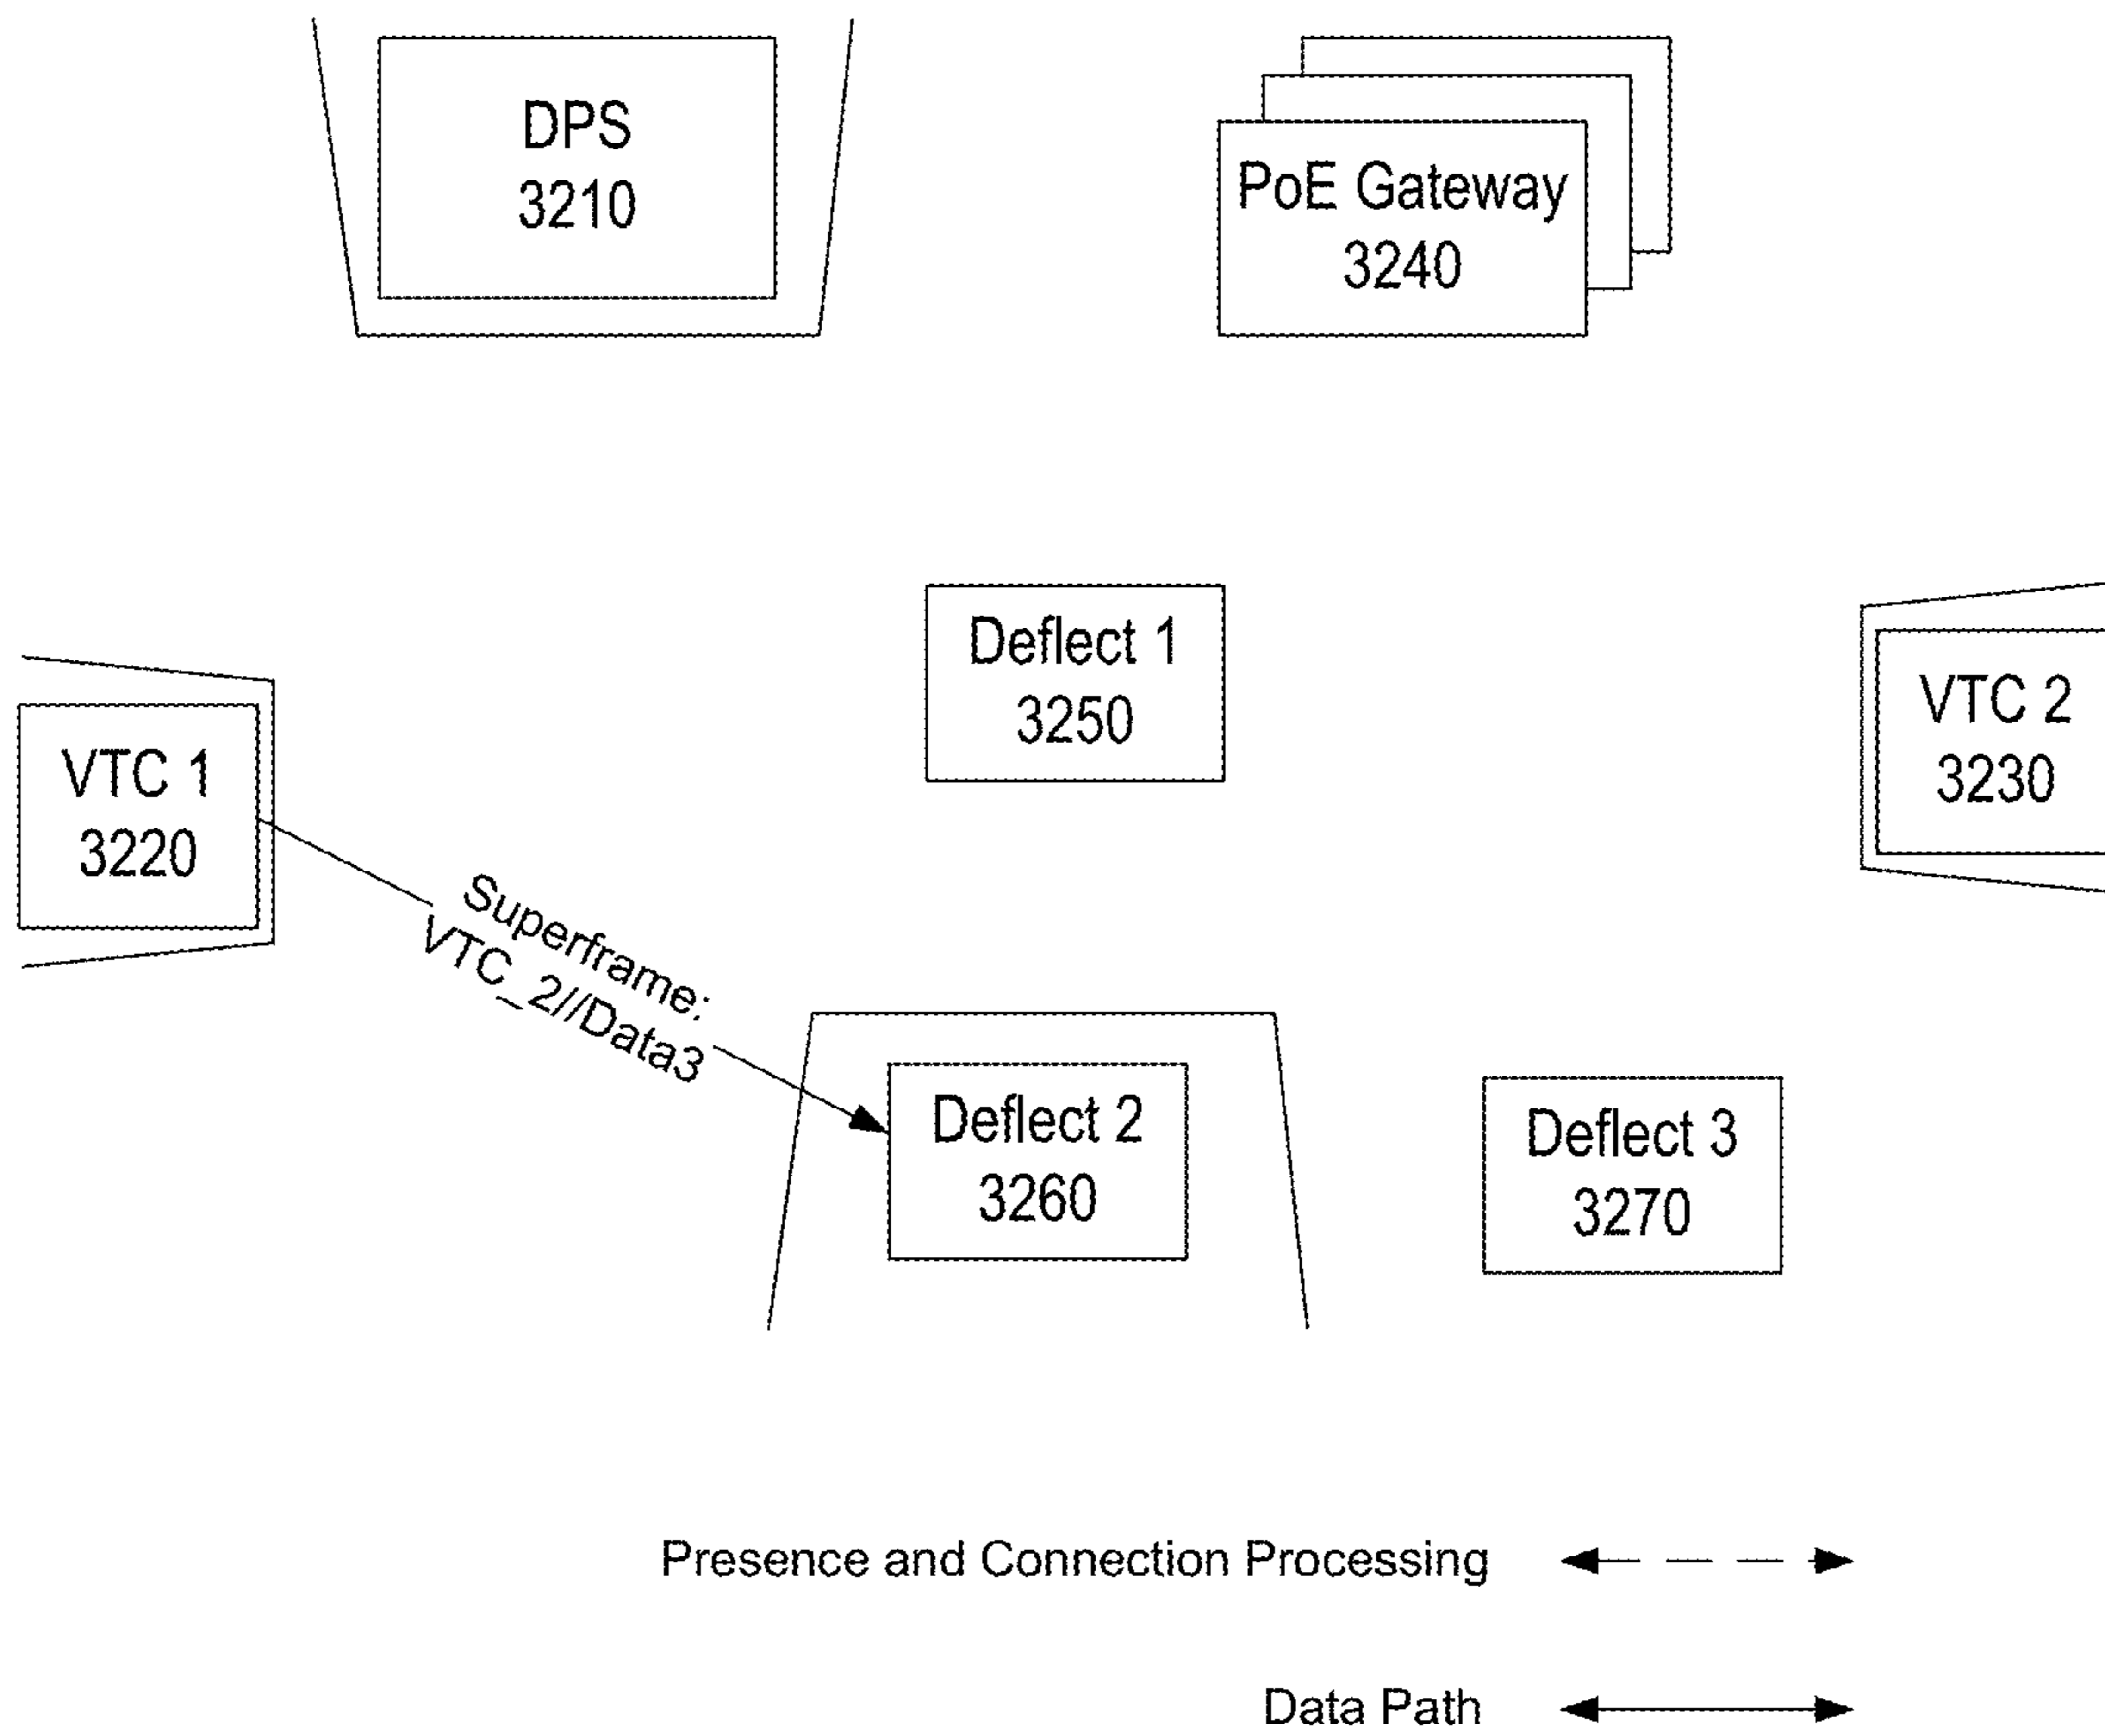 DPS
3210
PoE Gateway
3240
Deflect 1
3250
VTC 1
3220
VTC 2
3230
Superframe:
VTC_2//Data3
Deflect 2
3260
Deflect 3
3270
Presence and Connection Processing
Data Path